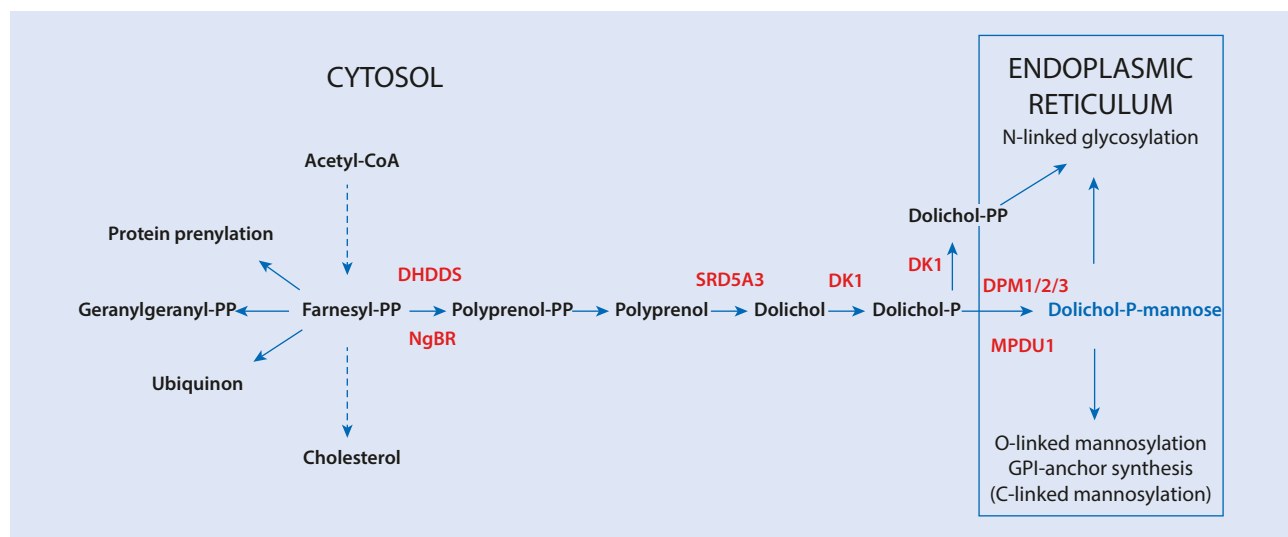 CYTOSOL
ENDOPLASMIC
RETICULUM
N-linked glycosylation
Acetyl-CoA
Dolichol-PP
Protein prenylation
DHDDS
SRD5A3
DK1
DK1
DPM1/2/3
Geranylgeranyl-PP
Farnesyl-PP
Polyprenol-PP
Polyprenol
Dolichol
Dolichol-P
Dolichol-P-mannose
NgBR
MPDU1
Ubiquinon
Cholesterol
O-linked mannosylation
GPI-anchor synthesis
(C-linked mannosylation)